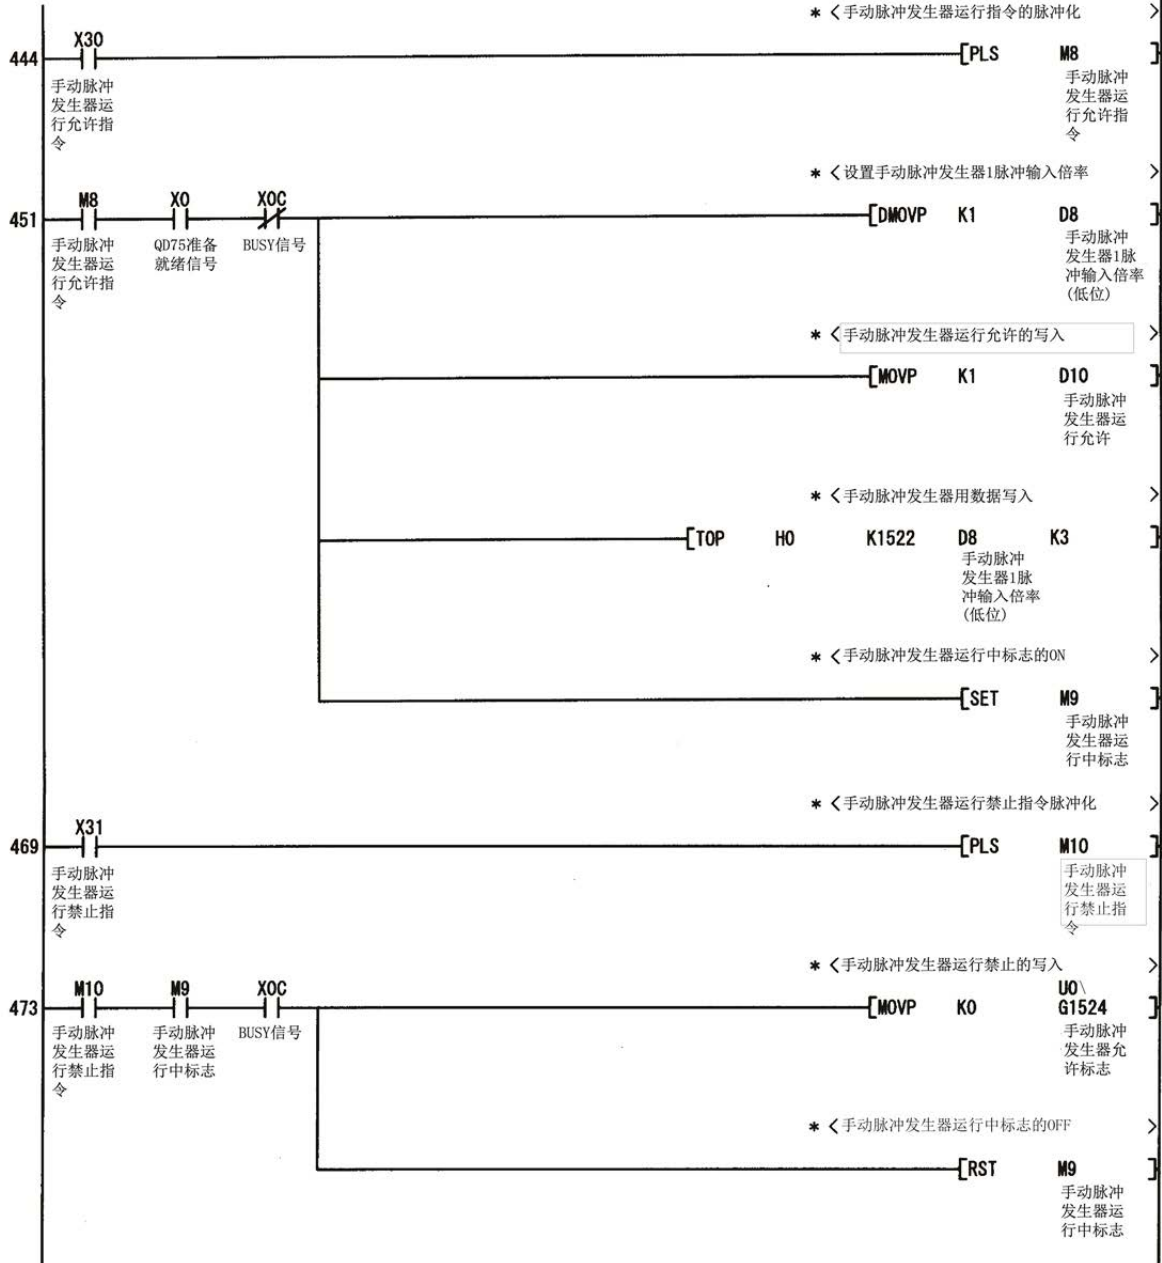 * <手动脉冲发生器运行指令的脉冲化 >
X30
444 [PLS M8 ]
手动脉冲
发生器运
行允许指
令
手动脉冲
发生器运
行允许指
令
* <设置手动脉冲发生器1脉冲输入倍率 >
M8 X0 X0C
451 [DMOVP K1 D8 ]
手动脉冲
发生器运
行允许指
令
QD75准备
就绪信号
BUSY信号
手动脉冲
发生器1脉
冲输入倍率
(低位)
* <手动脉冲发生器运行允许的写入 >
[MOVP K1 D10 ]
手动脉冲
发生器运
行允许
* <手动脉冲发生器用数据写入 >
[TOP H0 K1522 D8 K3 ]
手动脉冲
发生器1脉
冲输入倍率
(低位)
* <手动脉冲发生器运行中标志的ON >
[SET M9 ]
手动脉冲
发生器运
行中标志
* <手动脉冲发生器运行禁止指令脉冲化 >
X31
469 [PLS M10 ]
手动脉冲
发生器运
行禁止指
令
手动脉冲
发生器运
行禁止指
令
* <手动脉冲发生器运行禁止的写入 >
M10 M9 X0C U0\
473 [MOVP K0 G1524 ]
手动脉冲
发生器运
行禁止指
令
手动脉冲
发生器运
行中标志
BUSY信号
手动脉冲
发生器允
许标志
* <手动脉冲发生器运行中标志的OFF >
[RST M9 ]
手动脉冲
发生器运
行中标志